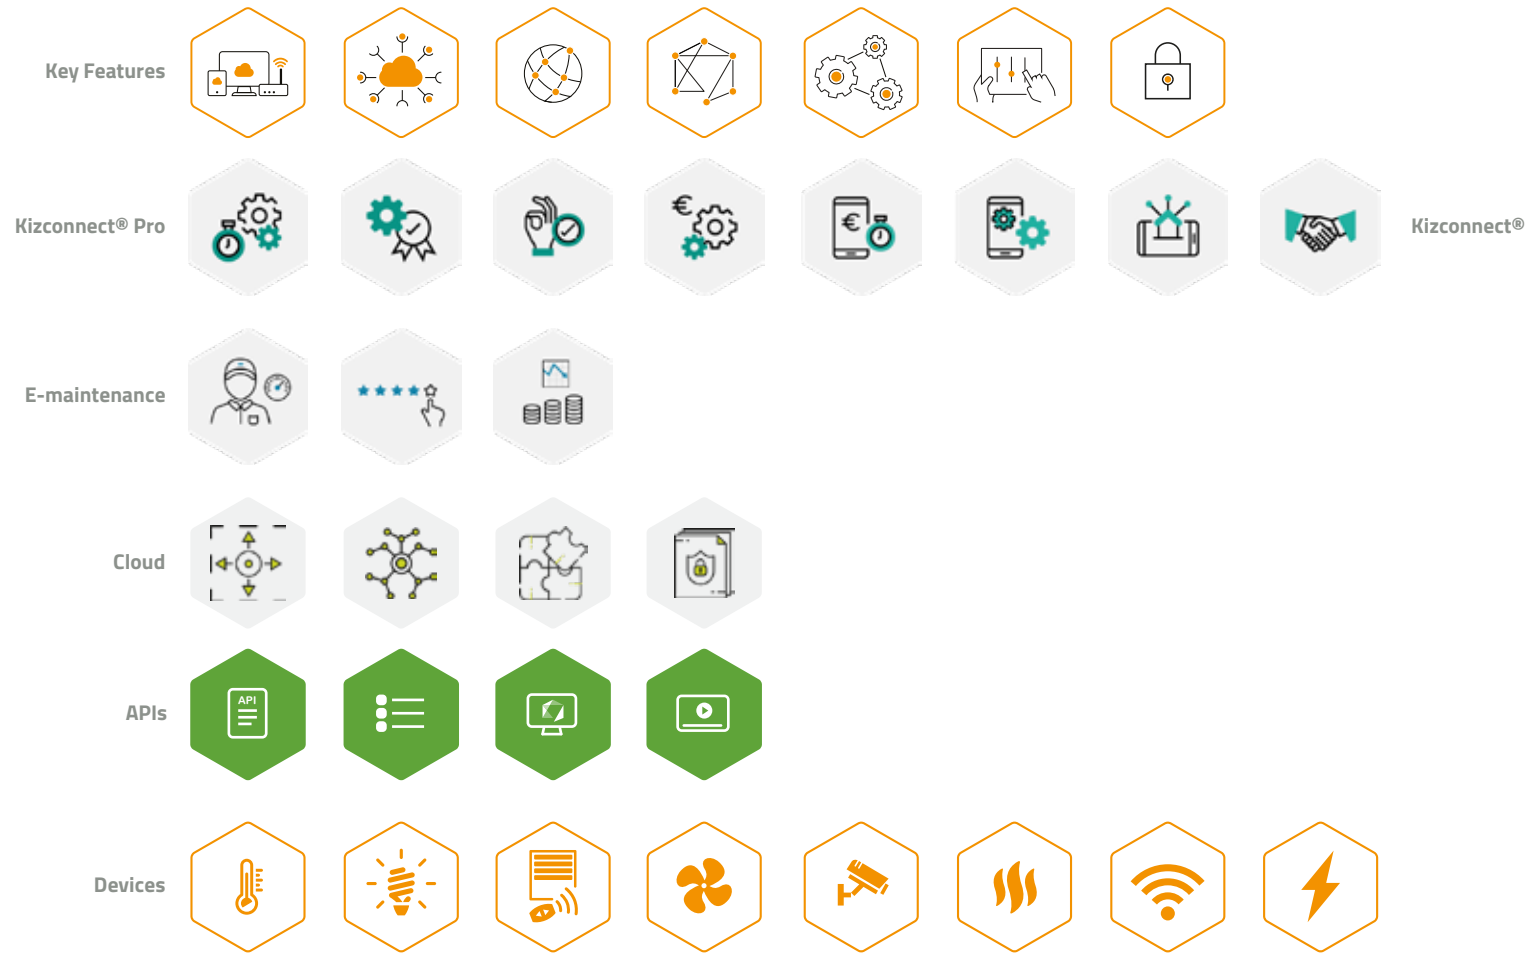 Key Features
Kizconnect® Pro
€
€
Kizconnect®
E-maintenance
Cloud
APIs
API
Devices